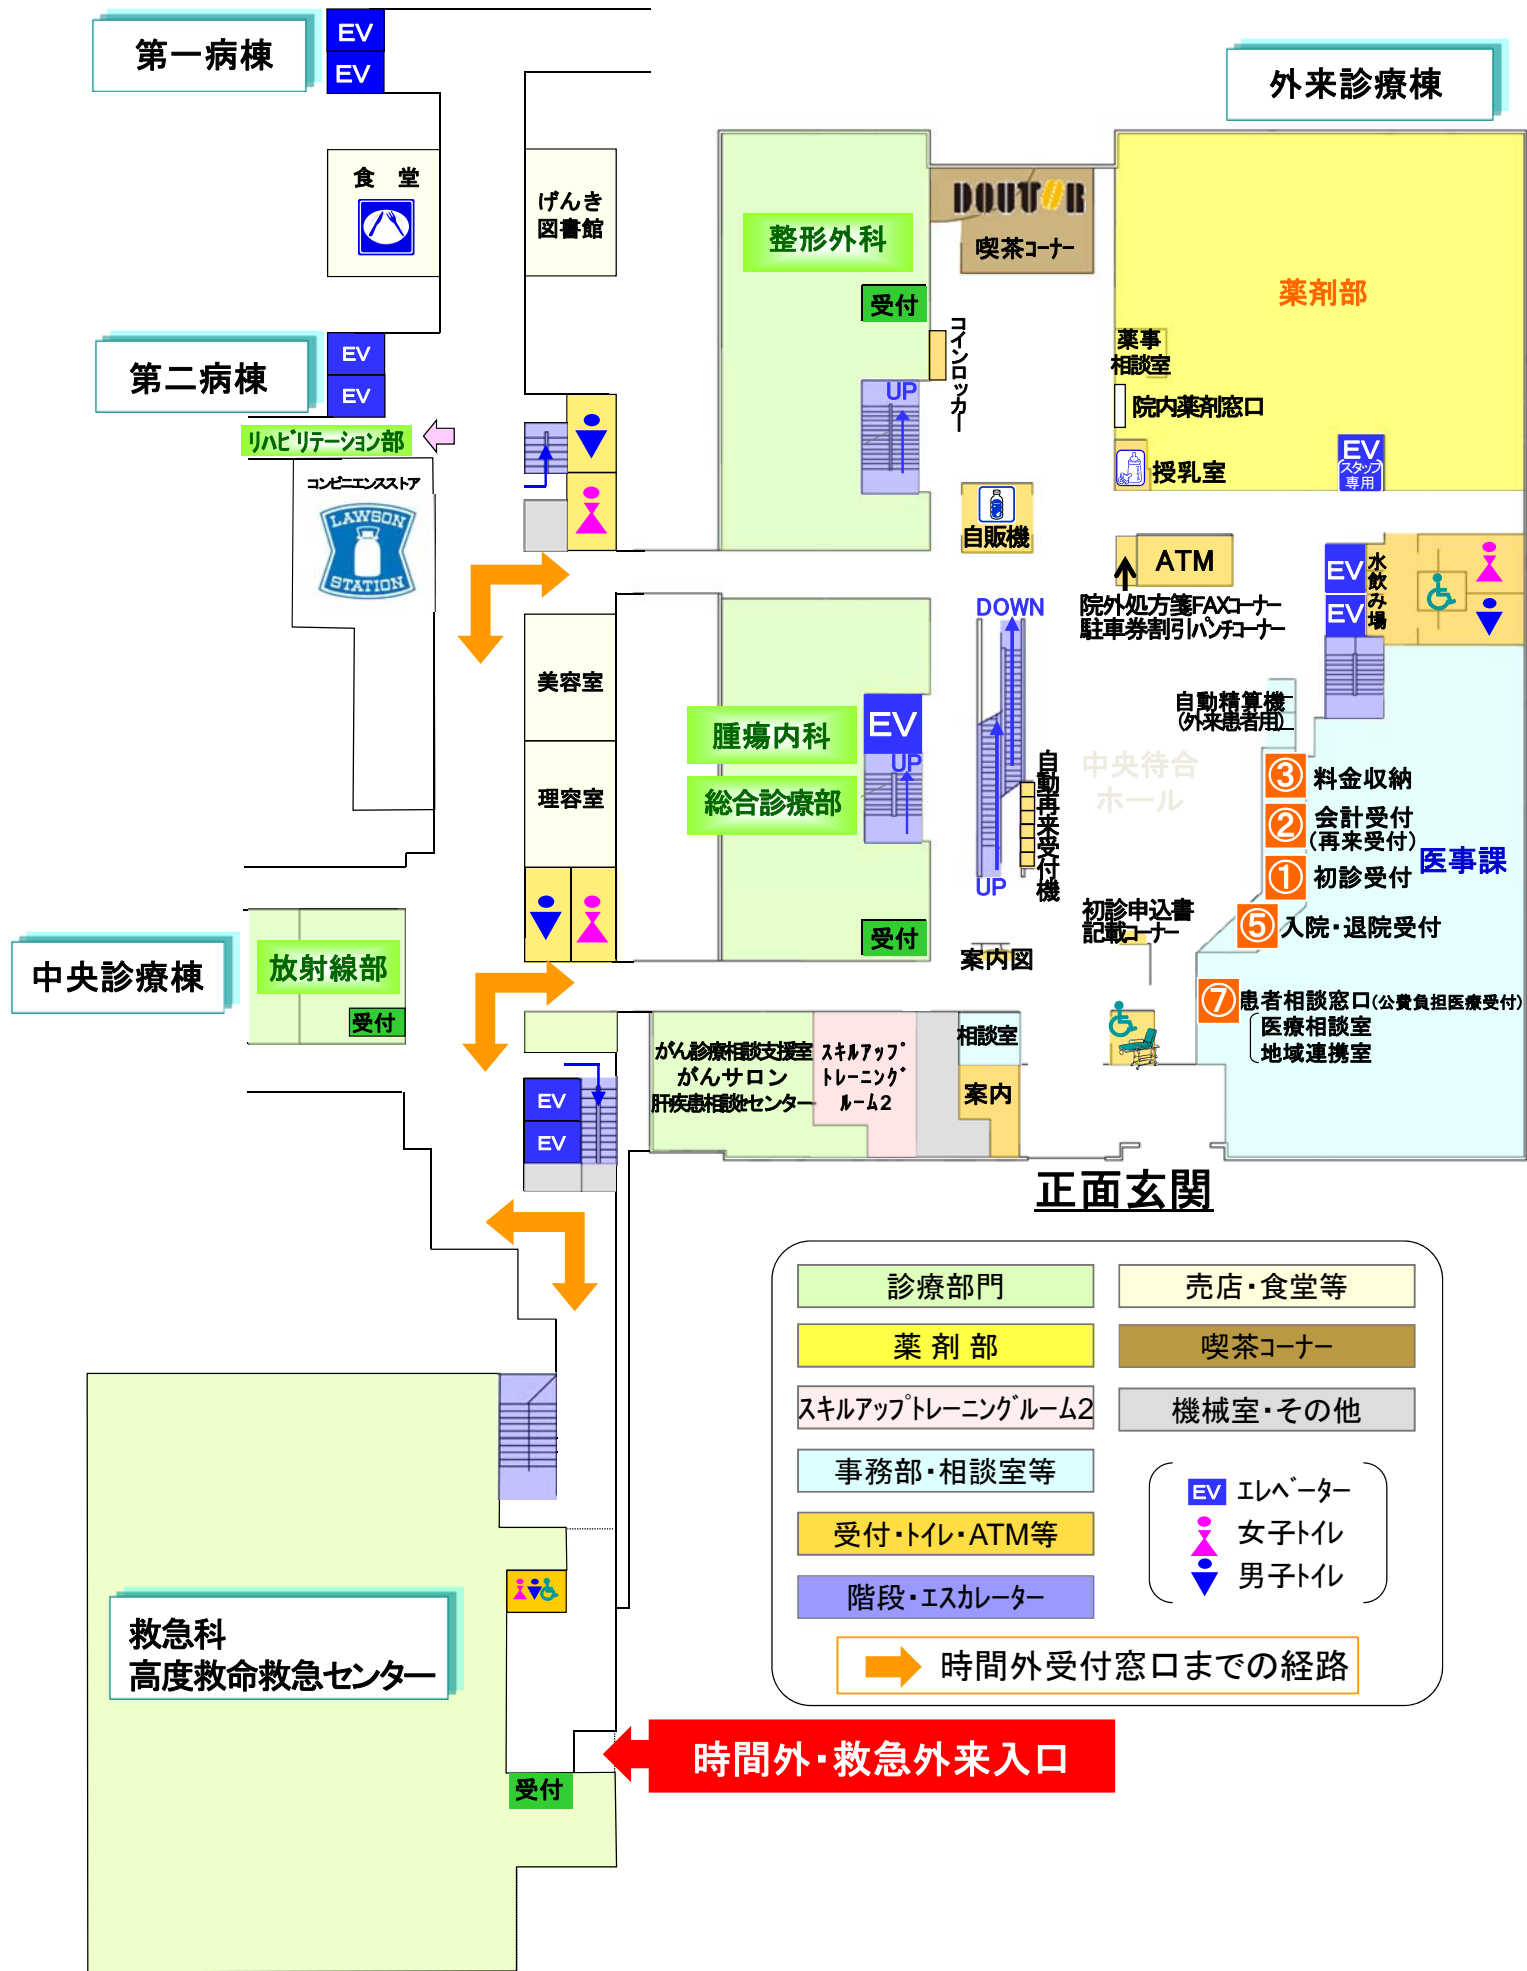 第一病棟
EV
EV
外来診療棟
食 堂
げんき
図書館
DOUTOR
喫茶コーナー
整形外科
受付
薬剤部
コインロッカー
薬事
相談室
院内薬剤窓口
UP
授乳室
EV
スタッフ
専用
第二病棟
EV
EV
リハビリテーション部
コンビニエンスストア
LAWSON
STATION
自販機
ATM
院外処方箋FAXコーナー
駐車券割引パンチコーナー
EV
EV
水飲み場
DOWN
美容室
理容室
腫瘍内科
総合診療部
EV
UP
受付
自動再来受付機
UP
中央待合
ホール
自動精算機
(外来患者用)
③ 料金収納
② 会計受付
(再来受付)
① 初診受付
医事課
⑤ 入院・退院受付
初診申込書
記載コーナー
案内図
⑦ 患者相談窓口(公費負担医療受付)
医療相談室
地域連携室
中央診療棟
放射線部
受付
EV
EV
がん診療相談支援室
がんサロン
肝疾患相談センター
スキルアップ
トレーニング
ルーム2
相談室
案内
正面玄関
診療部門
売店・食堂等
薬 剤 部
喫茶コーナー
スキルアップトレーニングルーム2
機械室・その他
事務部・相談室等
受付・トイレ・ATM等
階段・エスカレーター
EV エレベーター
女子トイレ
男子トイレ
時間外受付窓口までの経路
救急科
高度救命救急センター
時間外・救急外来入口
受付